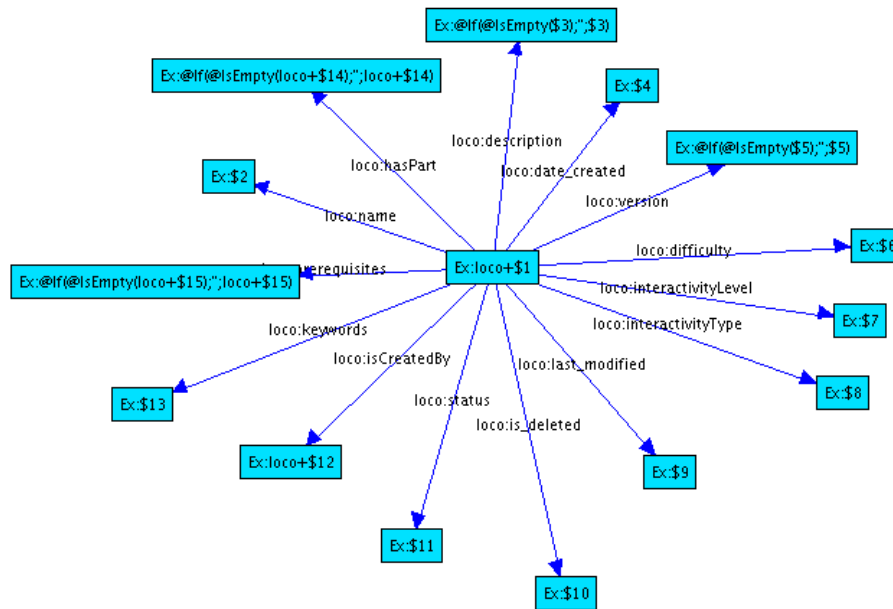 Ex:@If(@IsEmpty($3);";$3)
Ex:@If(@IsEmpty(loco+$14);";loco+$14)
Ex:$4
loco:description
Ex:@If(@IsEmpty($5);";$5)
loco:hasPart
loco:date_created
Ex:$2
loco:version
loco:name
loco:difficulty
Ex:$6
Ex:loco+$1
Ex:@If(@IsEmpty(loco+$15);";loco+$15)
loco:interactivityLevel
Ex:$7
loco:keywords
loco:interactivityType
loco:isCreatedBy
loco:last_modified
Ex:$8
Ex:$13
loco:status
loco:is_deleted
Ex:loco+$12
Ex:$9
Ex:$11
Ex:$10